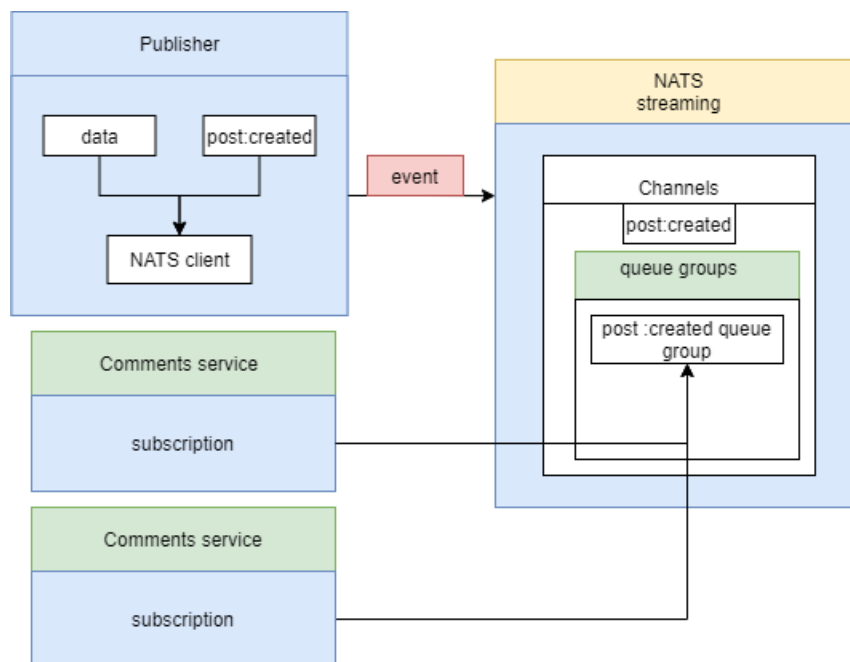 Publisher
data
post:created
NATS client
event
NATS
streaming
Channels
post:created
queue groups
post :created queue
group
Comments service
subscription
Comments service
subscription